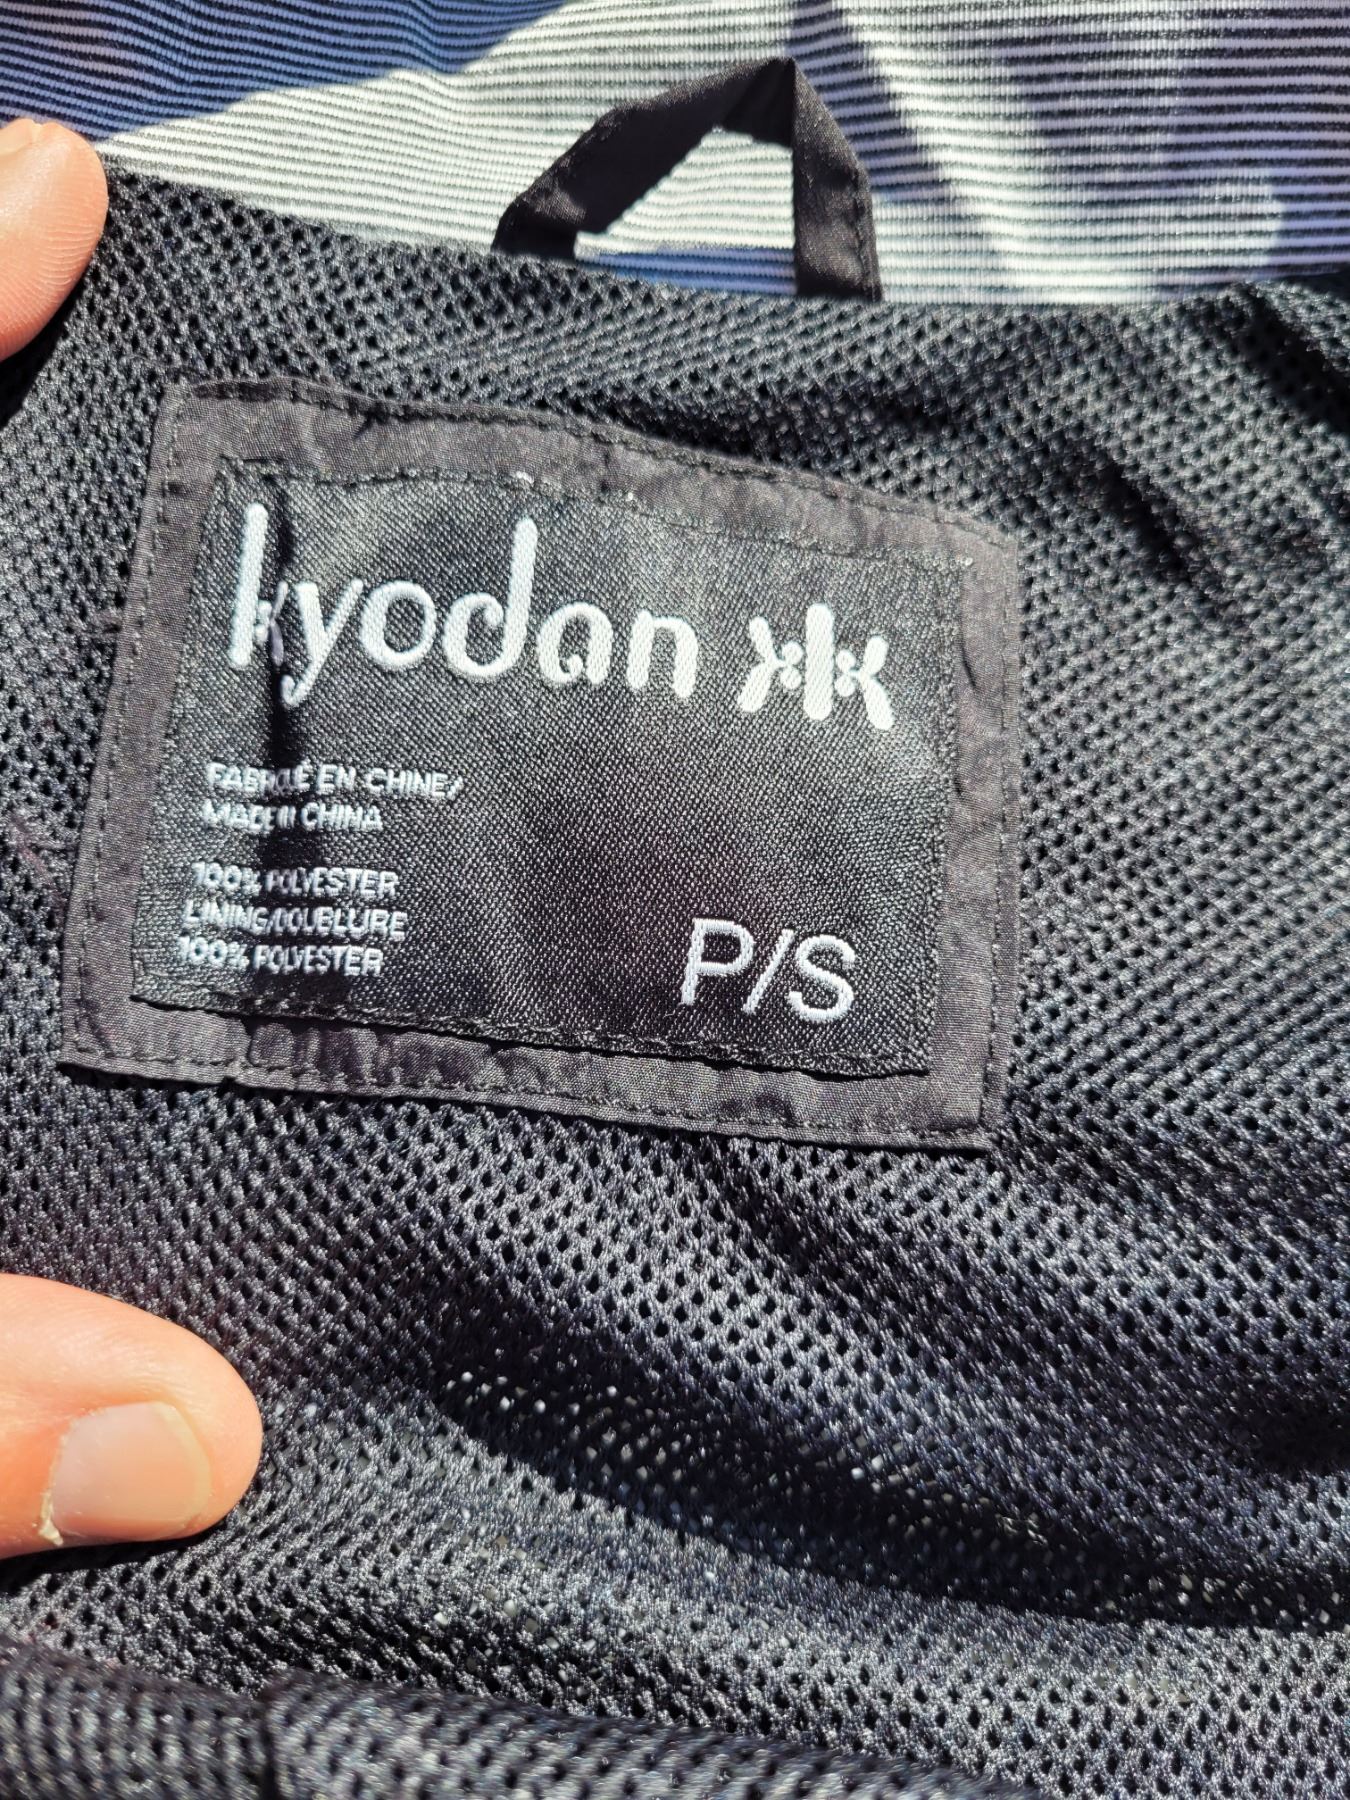 kyodan
FABRIQUÉ EN CHINE/
MADE IN CHINA
100% POLYESTER
LINING/DOUBLURE
100% POLYESTER
P/S